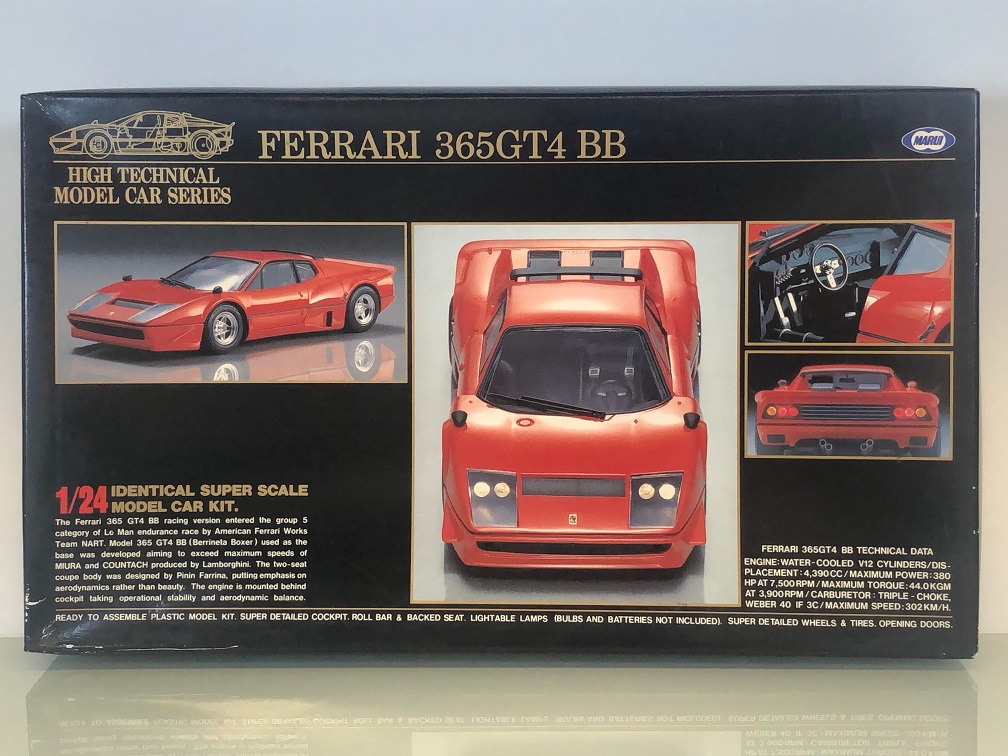 FERRARI 365GT4 BB
MARUI
HIGH TECHNICAL
MODEL CAR SERIES
1/24 IDENTICAL SUPER SCALE
MODEL CAR KIT.
The Ferrari 365 GT4 BB racing version entered the group 5
category of Le Man endurance race by American Ferrari Works
Team NART. Model 365 GT4 BB (Berrineta Boxer) used as the
base was developed aiming to exceed maximum speeds of
MIURA and COUNTACH produced by Lamborghini. The two-seat
coupe body was designed by Pinin Farrina, putting emphasis on
aerodynamics rather than beauty. The engine is mounted behind
cockpit taking operational stability and aerodynamic balance.
FERRARI 365GT4 BB TECHNICAL DATA
ENGINE:WATER-COOLED V12 CYLINDERS/DIS-
PLACEMENT:4,390CC/MAXIMUM POWER:380
HP AT 7,500RPM/MAXIMUM TORQUE:44.0KGM
AT 3,900RPM/CARBURETOR: TRIPLE-CHOKE,
WEBER 40 IF 3C/MAXIMUM SPEED:302KM/H.
READY TO ASSEMBLE PLASTIC MODEL KIT. SUPER DETAILED COCKPIT. ROLL BAR & BACKED SEAT. LIGHTABLE LAMPS (BULBS AND BATTERIES NOT INCLUDED). SUPER DETAILED WHEELS & TIRES. OPENING DOORS.